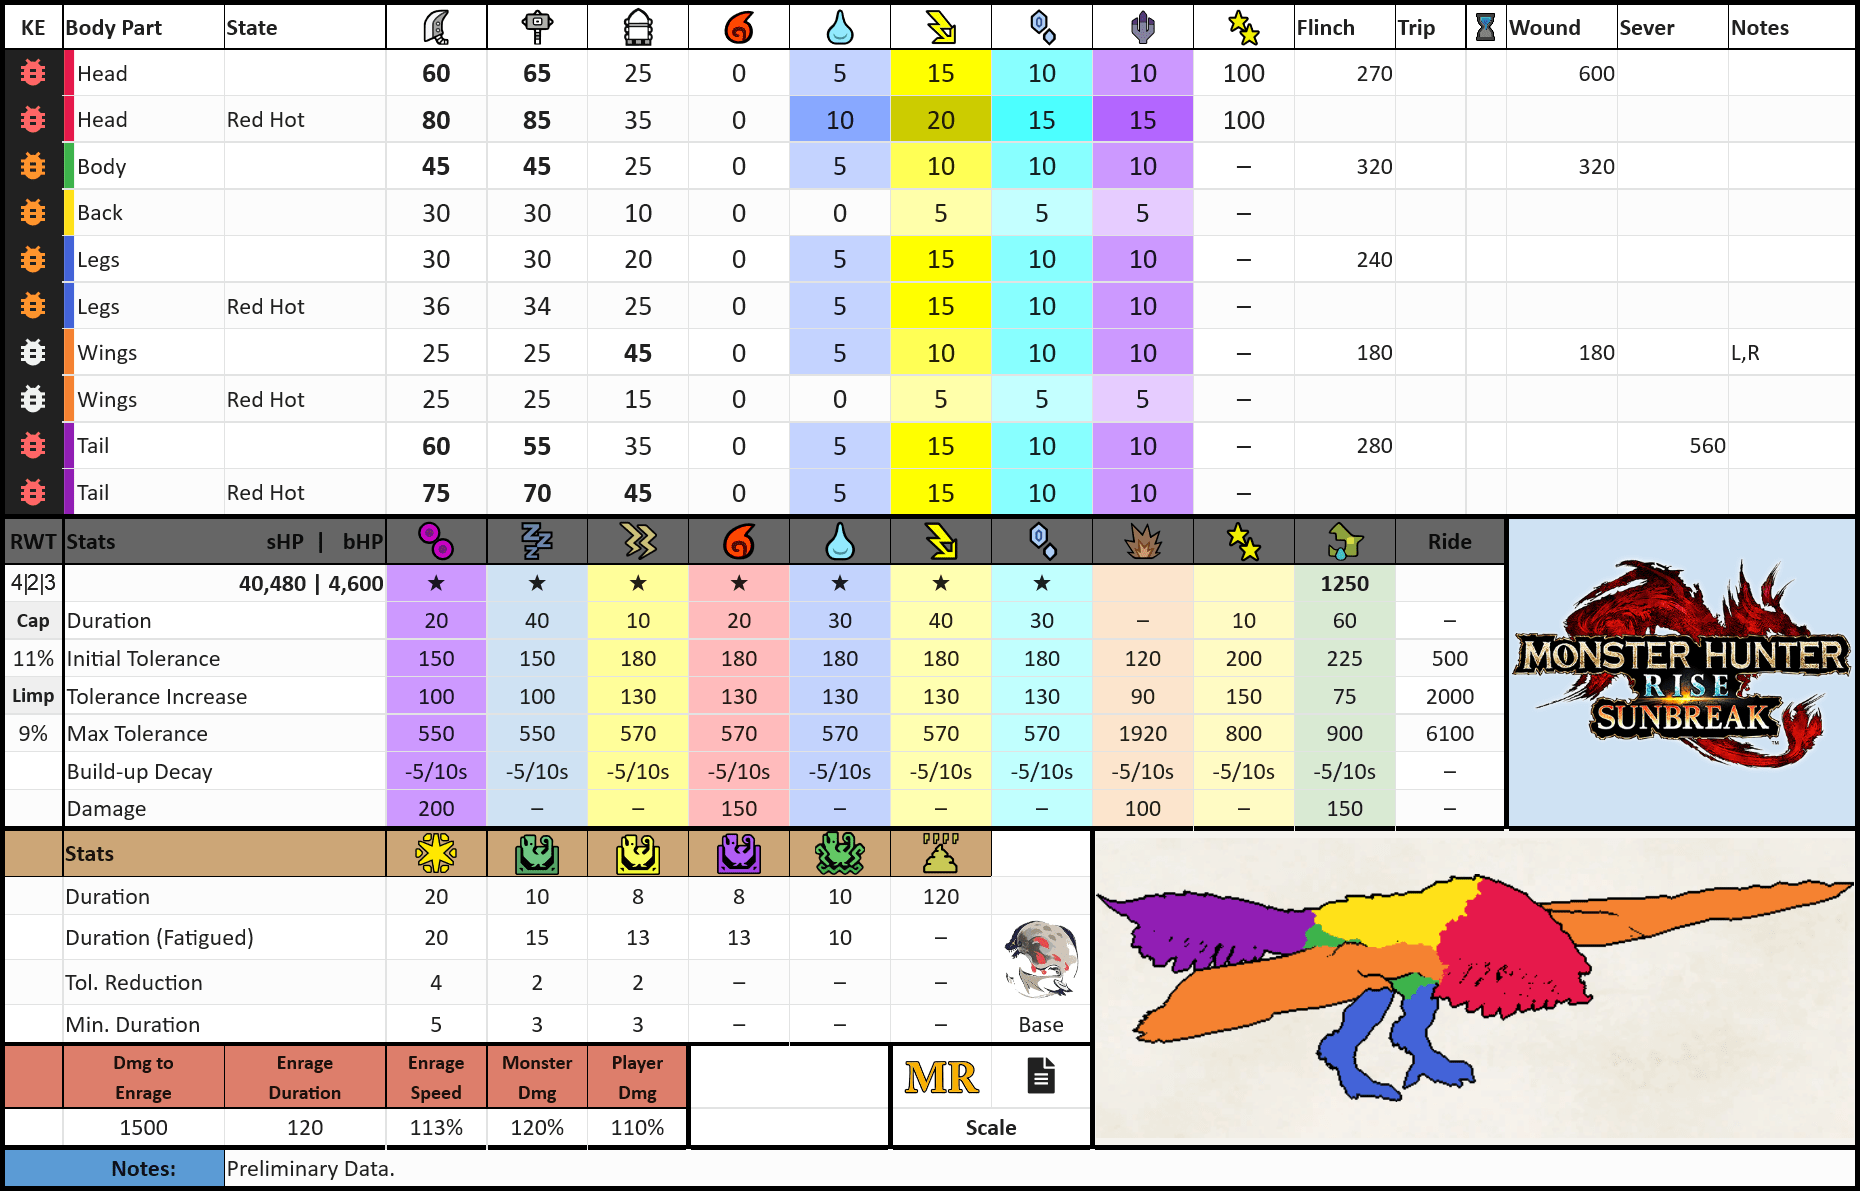 KE Body Part State Flinch Trip Wound Sever Notes
Head 60 65 25 0 5 15 10 10 100 270 600
Head Red Hot 80 85 35 0 10 20 15 15 100
Body 45 45 25 0 5 10 10 10 – 320 320
Back 30 30 10 0 0 5 5 5 –
Legs 30 30 20 0 5 15 10 10 – 240
Legs Red Hot 36 34 25 0 5 15 10 10 –
Wings 25 25 45 0 5 10 10 10 – 180 180 L,R
Wings Red Hot 25 25 15 0 0 5 5 5 –
Tail 60 55 35 0 5 15 10 10 – 280 560
Tail Red Hot 75 70 45 0 5 15 10 10 –
RWT Stats sHP | bHP Ride
4|2|3 40,480 | 4,600 ★ ★ ★ ★ ★ ★ ★ 1250
Cap Duration 20 40 10 20 30 40 30 – 10 60 –
11% Initial Tolerance 150 150 180 180 180 180 180 120 200 225 500
Limp Tolerance Increase 100 100 130 130 130 130 130 90 150 75 2000
9% Max Tolerance 550 550 570 570 570 570 570 1920 800 900 6100
Build-up Decay -5/10s -5/10s -5/10s -5/10s -5/10s -5/10s -5/10s -5/10s -5/10s -5/10s –
Damage 200 – – 150 – – – 100 – 150 –
MONSTER HUNTER
RISE
SUNBREAK
™
Stats
Duration 20 10 8 8 10 120
Duration (Fatigued) 20 15 13 13 10 –
Tol. Reduction 4 2 2 – – –
Min. Duration 5 3 3 – – – Base
Dmg to Enrage Enrage Monster Player
Enrage Duration Speed Dmg Dmg
MR
1500 120 113% 120% 110% Scale
Notes: Preliminary Data.